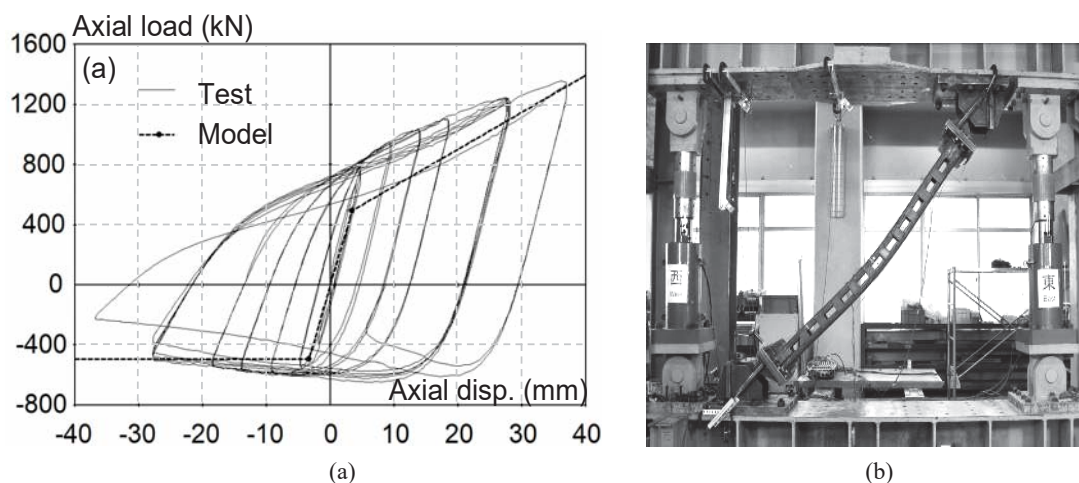 Axial load (kN)
1600
(a)
Test
1200
Model
800
400
0
-400
Axial disp. (mm)
-800
-40 -30 -20 -10 0 10 20 30 40
西
東
East
(a) (b)